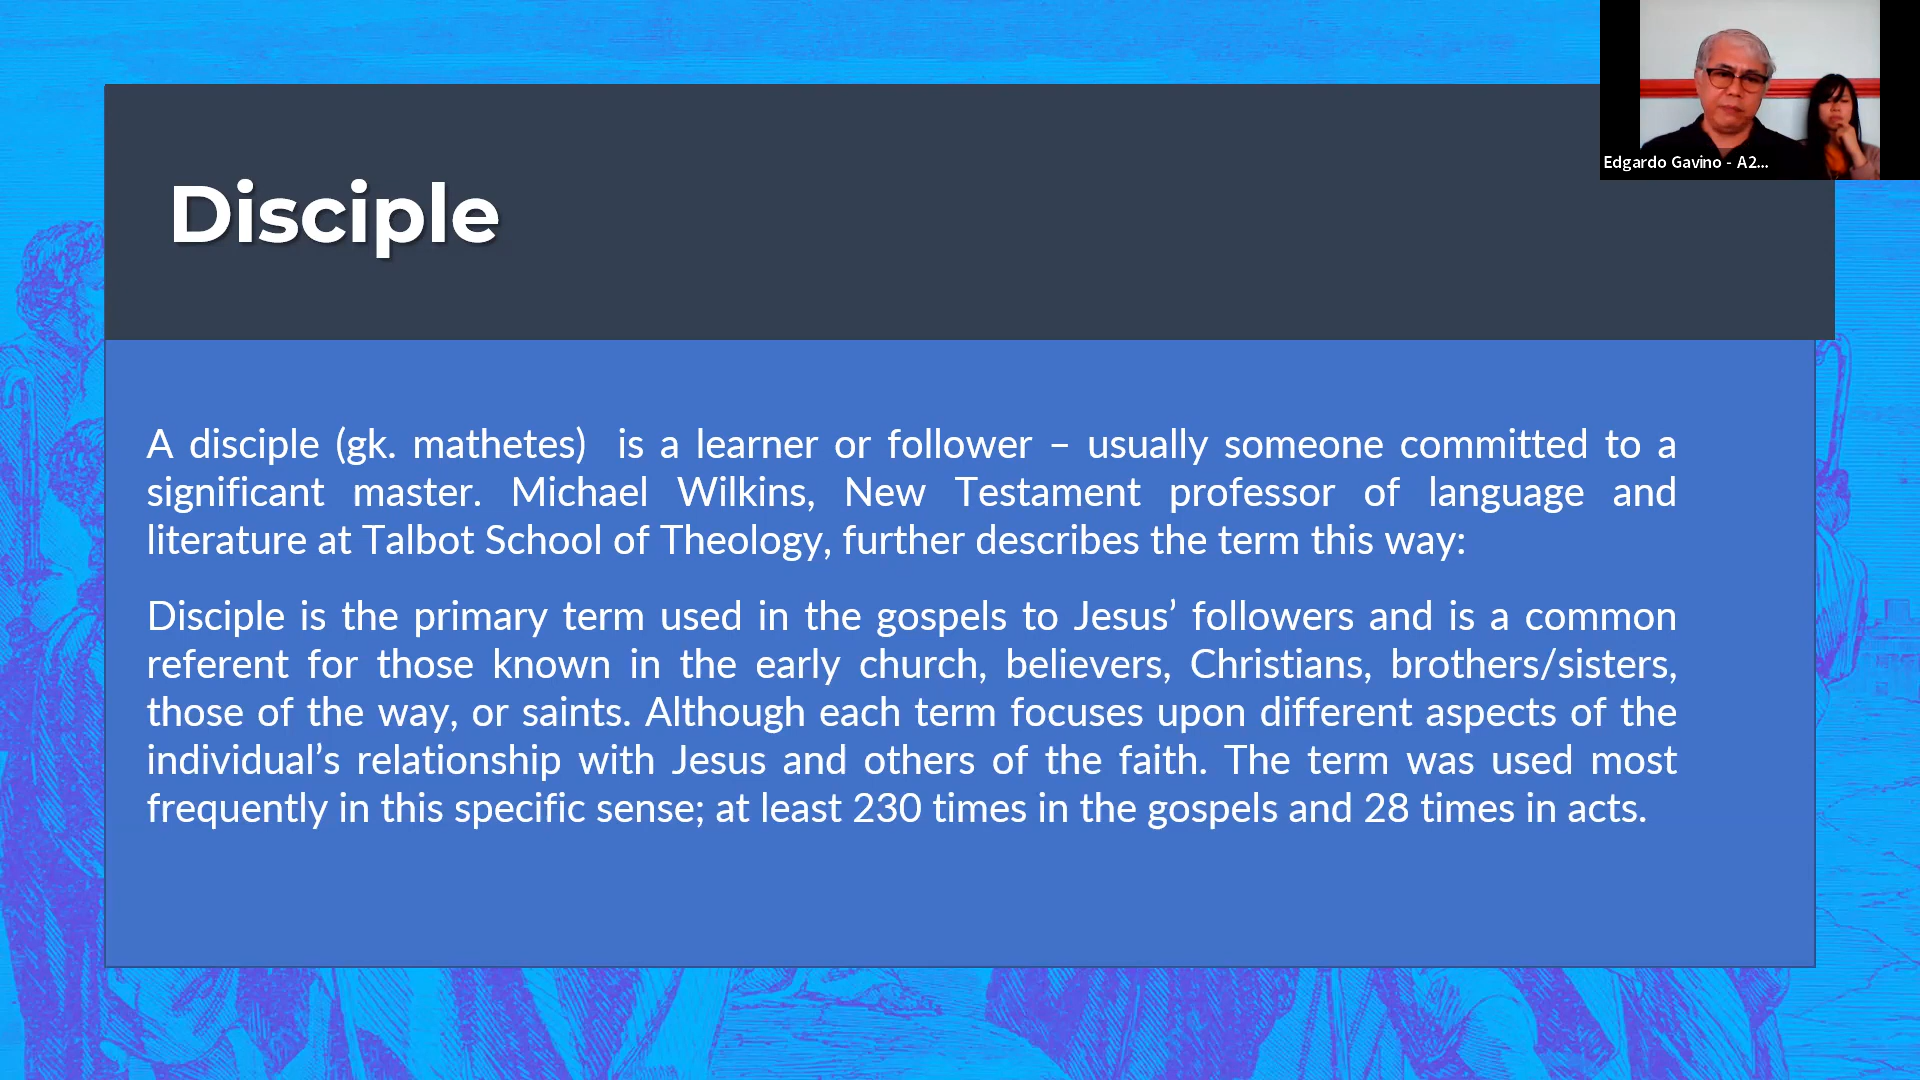 Edgardo Gavino - A2...
Disciple
A disciple (gk. mathetes)  is a learner or follower – usually someone committed to a
significant master. Michael Wilkins, New Testament professor of language and
literature at Talbot School of Theology, further describes the term this way:
Disciple is the primary term used in the gospels to Jesus’ followers and is a common
referent for those known in the early church, believers, Christians, brothers/sisters,
those of the way, or saints. Although each term focuses upon different aspects of the
individual’s relationship with Jesus and others of the faith. The term was used most
frequently in this specific sense; at least 230 times in the gospels and 28 times in acts.